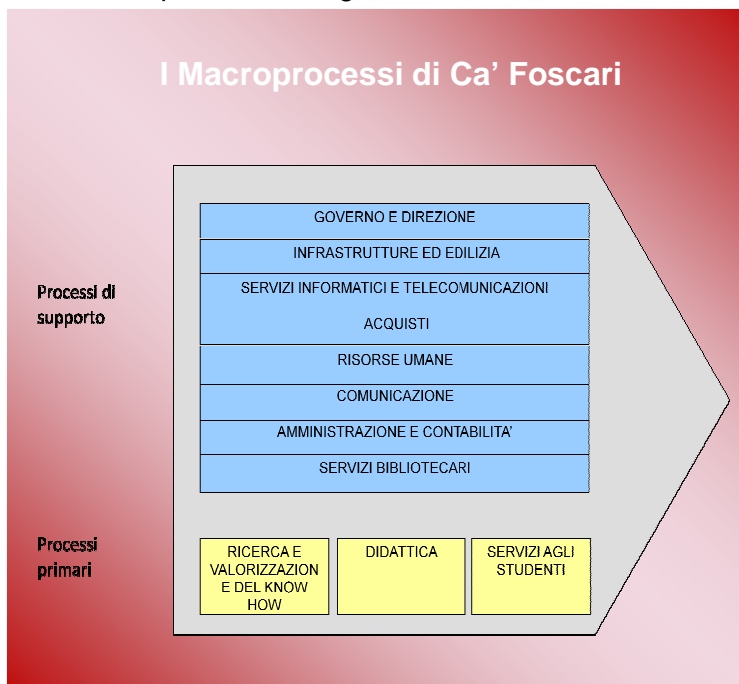 I Macroprocessi di Ca' Foscari
Processi di
supporto
GOVERNO E DIREZIONE
INFRASTRUTTURE ED EDILIZIA
SERVIZI INFORMATICI E TELECOMUNICAZIONI
ACQUISTI
RISORSE UMANE
COMUNICAZIONE
AMMINISTRAZIONE E CONTABILITA'
SERVIZI BIBLIOTECARI
Processi
primari
RICERCA E
VALORIZZAZION
E DEL KNOW
HOW
DIDATTICA
SERVIZI AGLI
STUDENTI